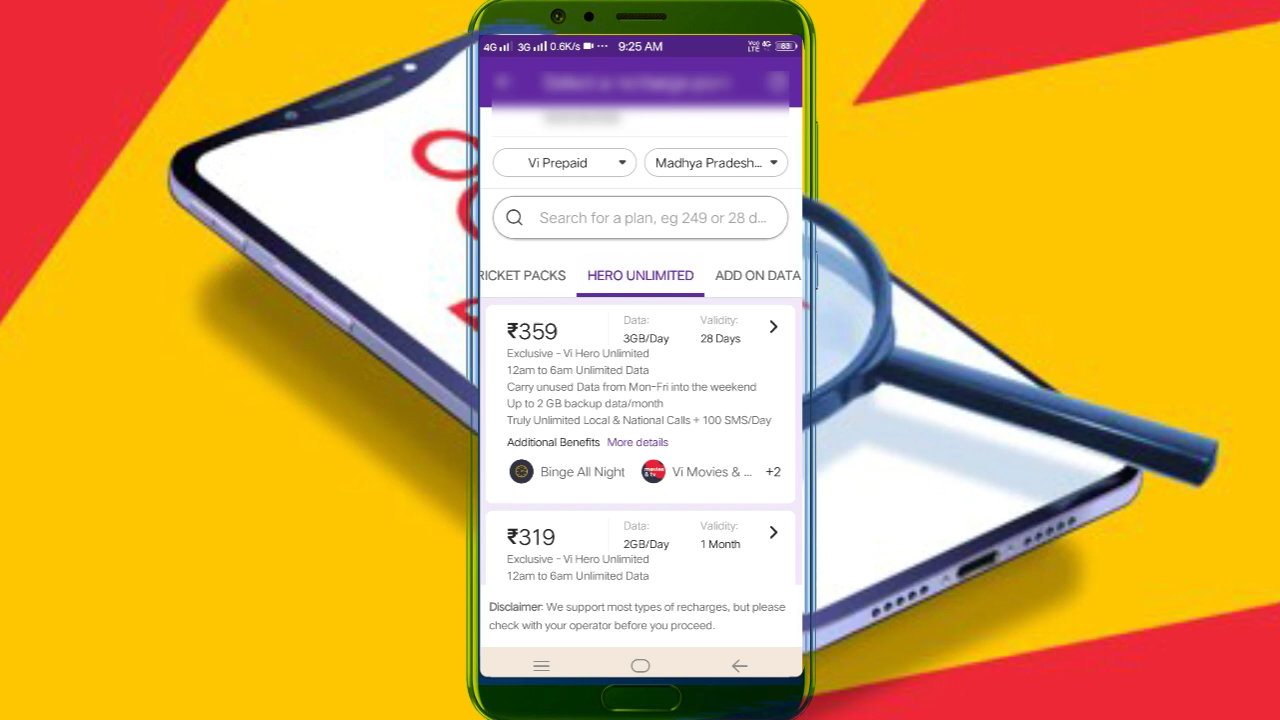 4G 3G 0.6K/s ... 9:25 AM VoLTE 4G 83
Vi Prepaid Madhya Pradesh...
Search for a plan, eg 249 or 28 d...
RICKET PACKS HERO UNLIMITED ADD ON DATA
₹359 Data: 3GB/Day Validity: 28 Days
Exclusive - Vi Hero Unlimited
12am to 6am Unlimited Data
Carry unused Data from Mon-Fri into the weekend
Up to 2 GB backup data/month
Truly Unlimited Local & National Calls + 100 SMS/Day
Additional Benefits More details
Binge All Night movies & tv Vi Movies & ... +2
₹319 Data: 2GB/Day Validity: 1 Month
Exclusive - Vi Hero Unlimited
12am to 6am Unlimited Data
Disclaimer: We support most types of recharges, but please
check with your operator before you proceed.